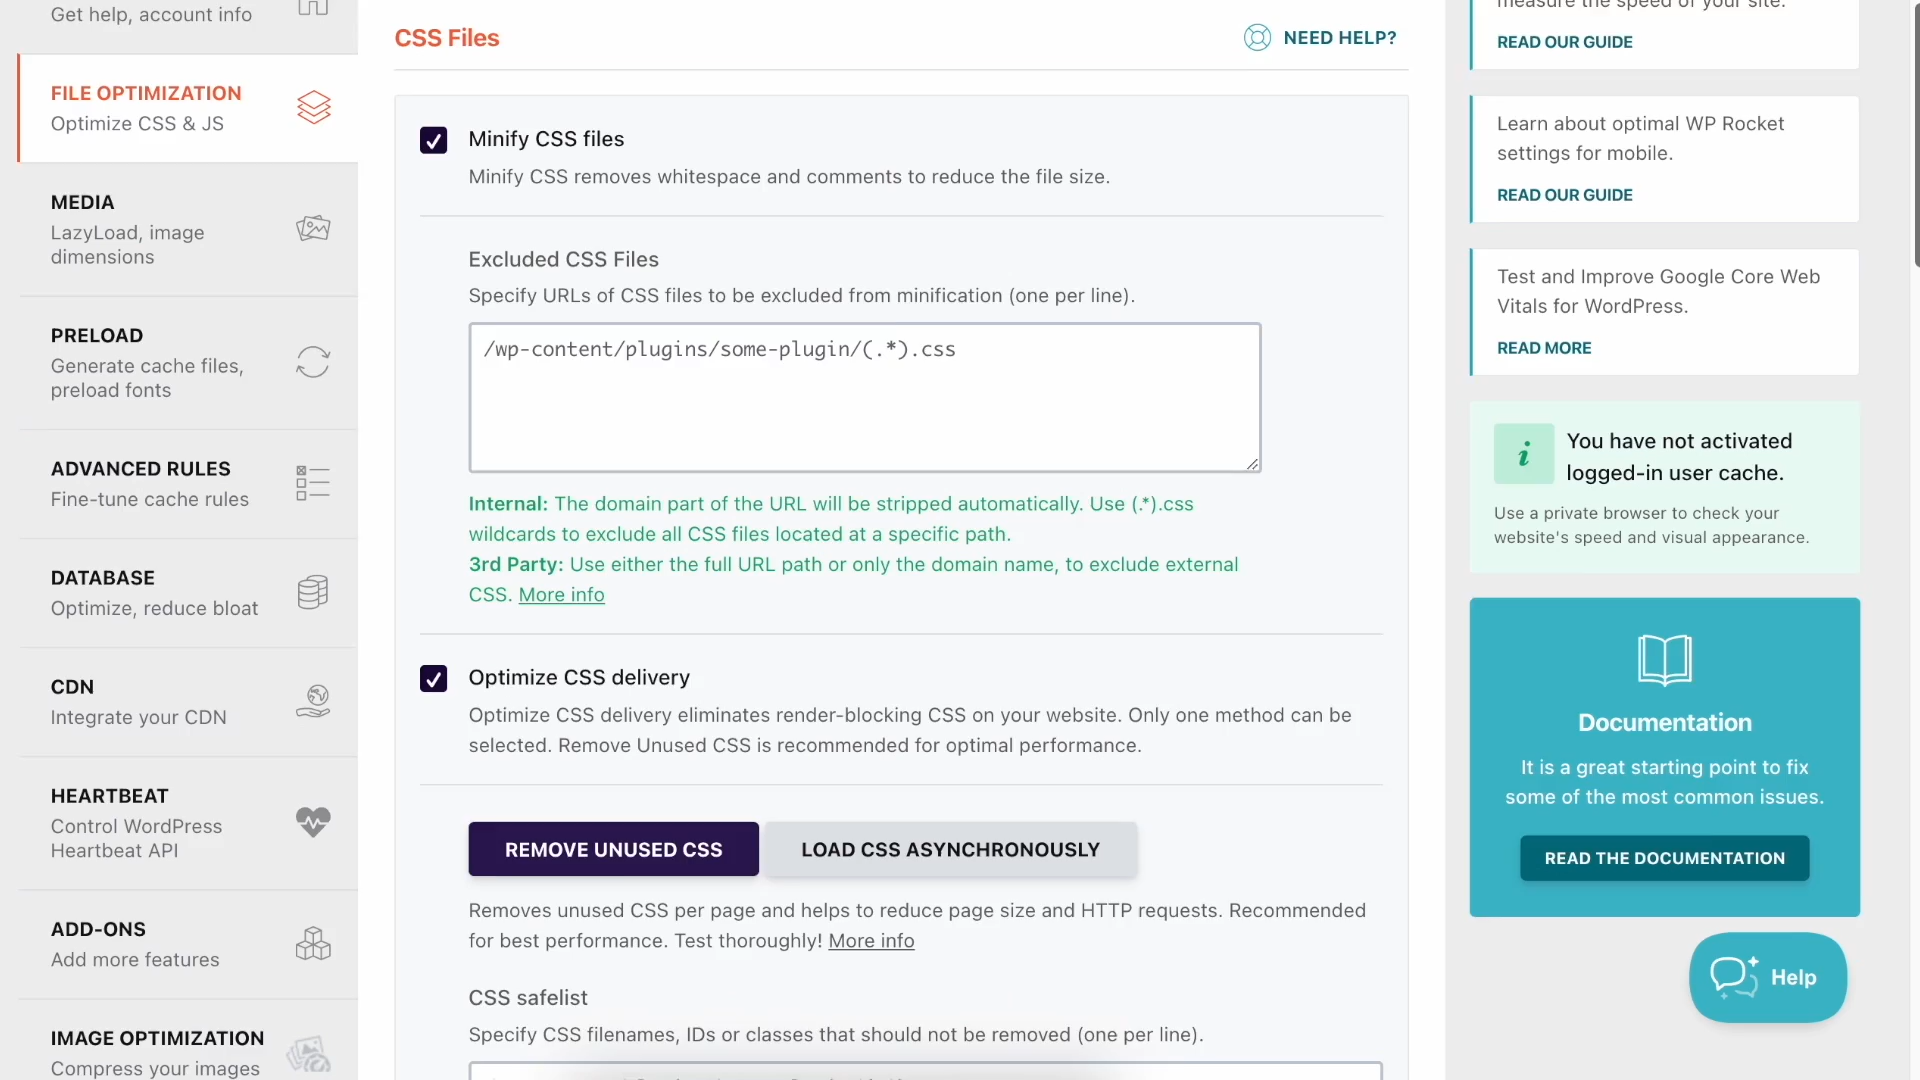 Get help, account info
FILE OPTIMIZATION
Optimize CSS & JS
MEDIA
LazyLoad, image
dimensions
PRELOAD
Generate cache files,
preload fonts
ADVANCED RULES
Fine-tune cache rules
DATABASE
Optimize, reduce bloat
CDN
Integrate your CDN
HEARTBEAT
Control WordPress
Heartbeat API
ADD-ONS
Add more features
IMAGE OPTIMIZATION
Compress your images
CSS Files
NEED HELP?
Minify CSS files
Minify CSS removes whitespace and comments to reduce the file size.
Excluded CSS Files
Specify URLs of CSS files to be excluded from minification (one per line).
/wp-content/plugins/some-plugin/(.*).css
Internal: The domain part of the URL will be stripped automatically. Use (.*).css
wildcards to exclude all CSS files located at a specific path.
3rd Party: Use either the full URL path or only the domain name, to exclude external
CSS. More info
Optimize CSS delivery
Optimize CSS delivery eliminates render-blocking CSS on your website. Only one method can be
selected. Remove Unused CSS is recommended for optimal performance.
REMOVE UNUSED CSS
LOAD CSS ASYNCHRONOUSLY
Removes unused CSS per page and helps to reduce page size and HTTP requests. Recommended
for best performance. Test thoroughly! More info
CSS safelist
Specify CSS filenames, IDs or classes that should not be removed (one per line).
measure the speed of your site.
READ OUR GUIDE
Learn about optimal WP Rocket
settings for mobile.
READ OUR GUIDE
Test and Improve Google Core Web
Vitals for WordPress.
READ MORE
i
You have not activated
logged-in user cache.
Use a private browser to check your
website's speed and visual appearance.
Documentation
It is a great starting point to fix
some of the most common issues.
READ THE DOCUMENTATION
Help